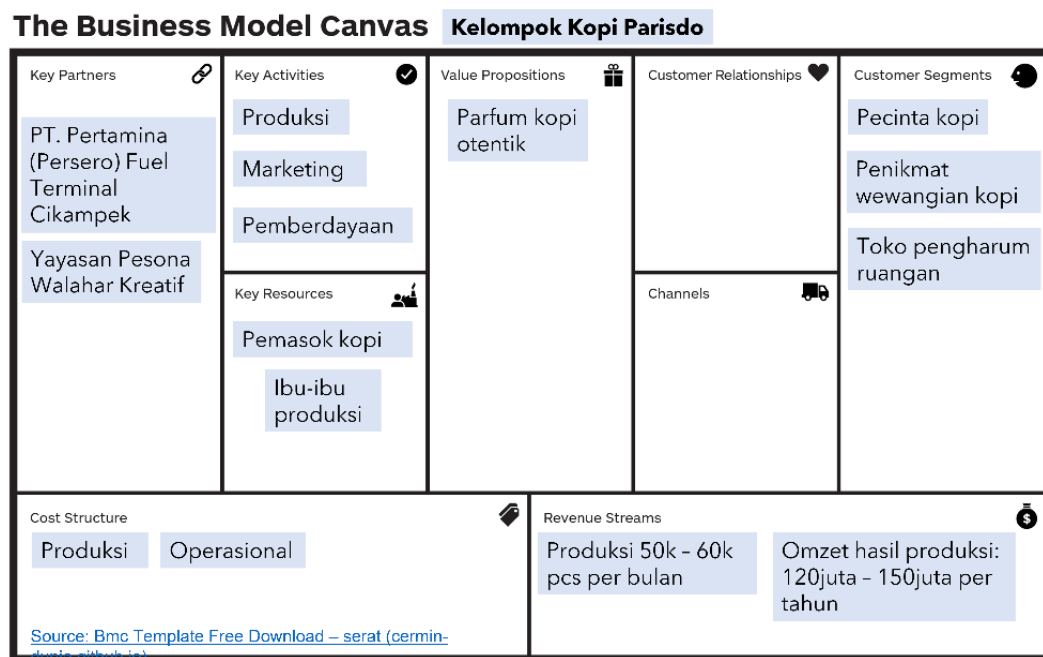 The Business Model Canvas
Kelompok Kopi Parisdo
Key Partners
PT. Pertamina
(Persero) Fuel
Terminal
Cikampek
Yayasan Pesona
Walahar Kreatif
Key Activities
Produksi
Marketing
Pemberdayaan
Key Resources
Pemasok kopi
Ibu-ibu
produksi
Value Propositions
Parfum kopi
otentik
Customer Relationships
Channels
Customer Segments
Pecinta kopi
Penikmat
wewangian kopi
Toko pengharum
ruangan
Cost Structure
Produksi
Operasional
Source: Bmc Template Free Download – serat (cermin-
Revenue Streams
Produksi 50k – 60k
pcs per bulan
Omzet hasil produksi:
120juta – 150juta per
tahun